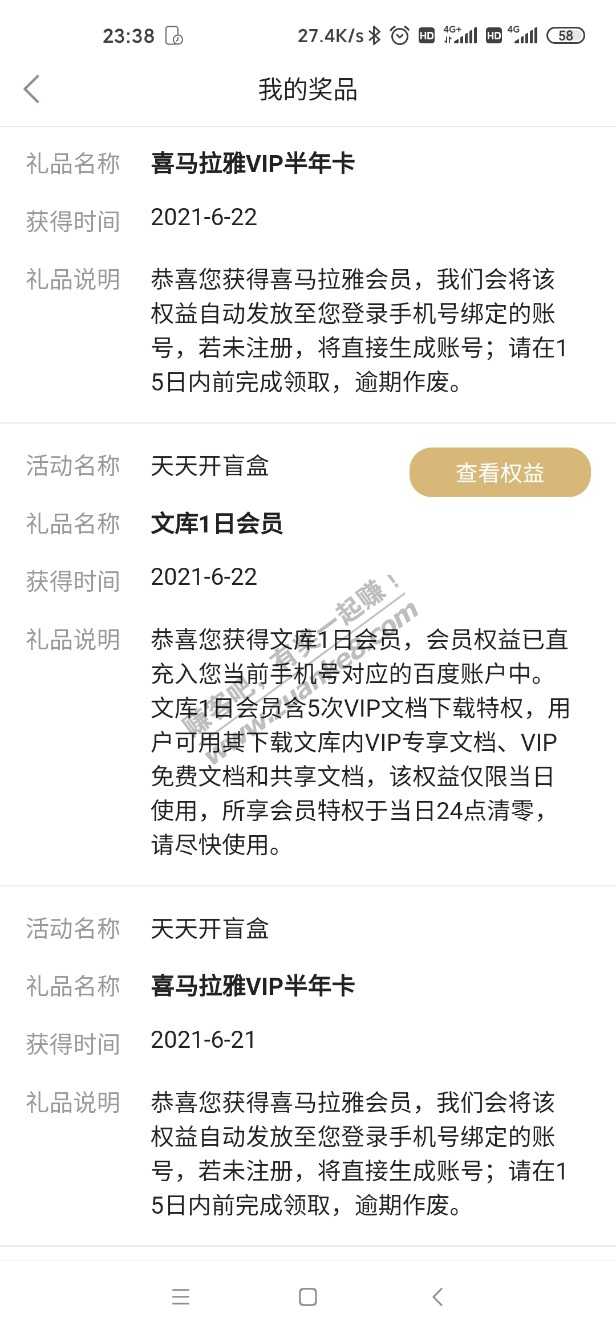 23:38
27.4K/s
HD
4G+
HD
4G
58
我的奖品
礼品名称 喜马拉雅VIP半年卡
获得时间 2021-6-22
礼品说明 恭喜您获得喜马拉雅会员，我们会将该
权益自动发放至您登录手机号绑定的账
号，若未注册，将直接生成账号；请在1
5日内前完成领取，逾期作废。
活动名称 天天开盲盒
查看权益
礼品名称 文库1日会员
获得时间 2021-6-22
礼品说明 恭喜您获得文库1日会员，会员权益已直
充入您当前手机号对应的百度账户中。
文库1日会员含5次VIP文档下载特权，用
户可用其下载文库内VIP专享文档、VIP
免费文档和共享文档，该权益仅限当日
使用，所享会员特权于当日24点清零，
请尽快使用。
赚客吧，有奖一起赚！
www.zuanke8.com
活动名称 天天开盲盒
礼品名称 喜马拉雅VIP半年卡
获得时间 2021-6-21
礼品说明 恭喜您获得喜马拉雅会员，我们会将该
权益自动发放至您登录手机号绑定的账
号，若未注册，将直接生成账号；请在1
5日内前完成领取，逾期作废。